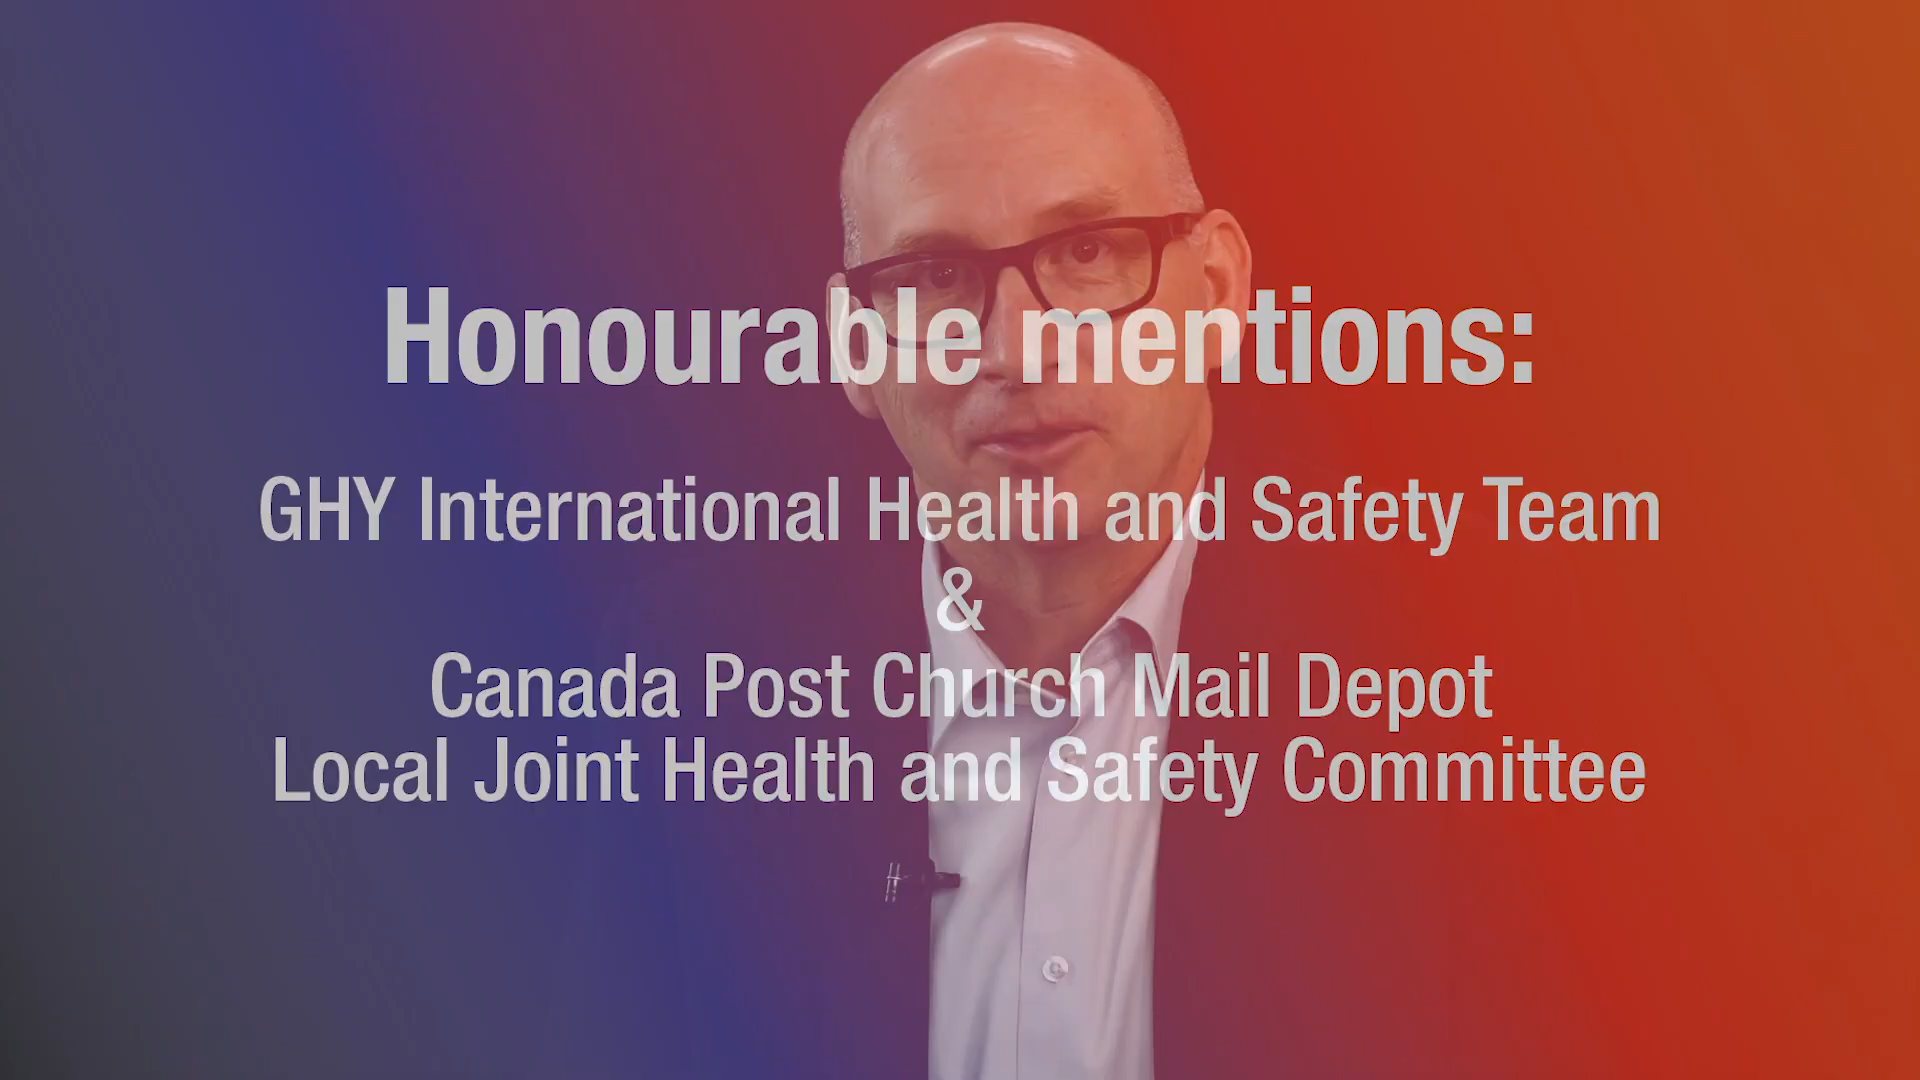 Honourable mentions:
GHY International Health and Safety Team
&
Canada Post Church Mail Depot
Local Joint Health and Safety Committee